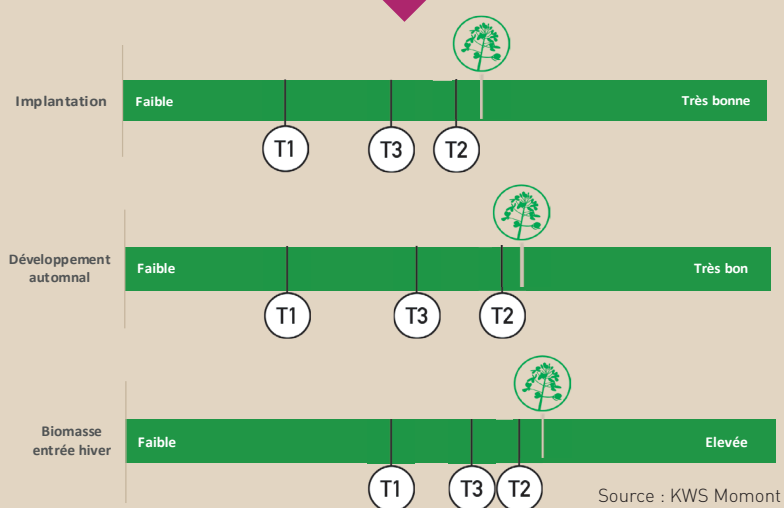 Implantation
Faible
Très bonne
T1
T3
T2
Développement
automnal
Faible
Très bon
T1
T3
T2
Biomasse
entrée hiver
Faible
Elevée
T1
T3
T2
Source : KWS Momont